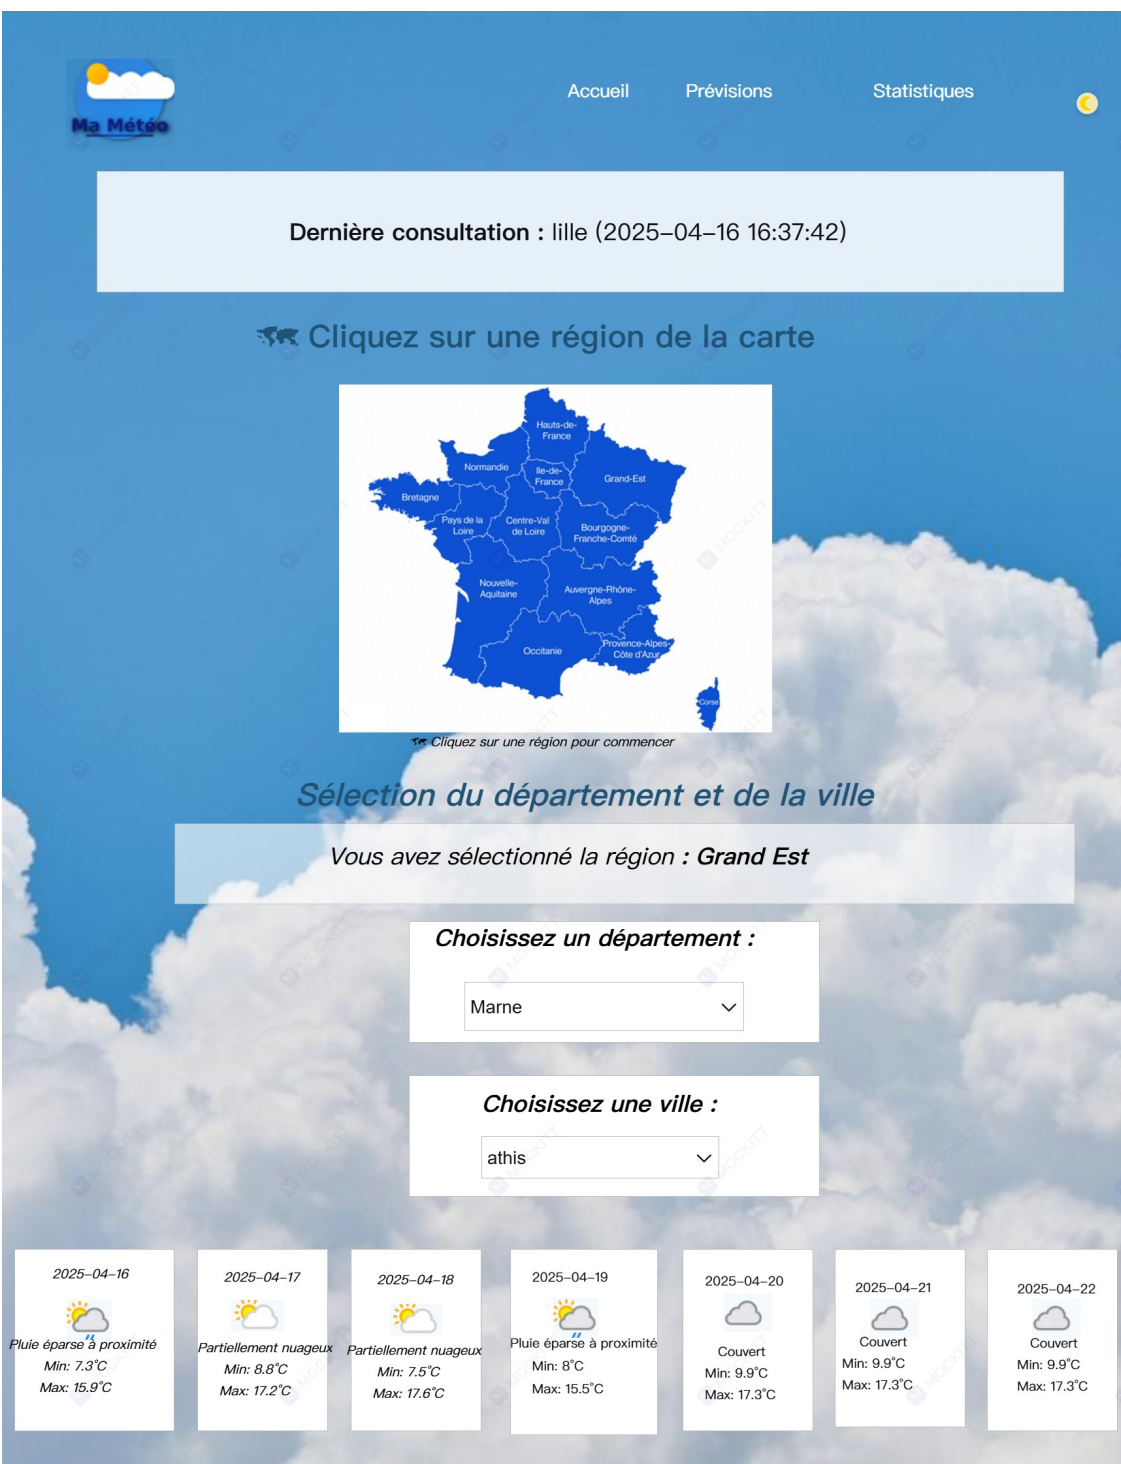 Ma Météo
Accueil Prévisions Statistiques
Dernière consultation : lille (2025-04-16 16:37:42)
Cliquez sur une région de la carte
Hauts-de-
France
Normandie
Ile-de-
France
Grand-Est
Bretagne
Pays de la
Loire
Centre-Val
de Loire
Bourgogne-
Franche-Comté
Nouvelle-
Aquitaine
Auvergne-Rhône-
Alpes
Occitanie
Provence-Alpes-
Côte d'Azur
Corse
Cliquez sur une région pour commencer
Sélection du département et de la ville
Vous avez sélectionné la région : Grand Est
Choisissez un département :
Marne
Choisissez une ville :
athis
2025-04-16
Pluie éparse à proximité
Min: 7.3°C
Max: 15.9°C
2025-04-17
Partiellement nuageux
Min: 8.8°C
Max: 17.2°C
2025-04-18
Partiellement nuageux
Min: 7.5°C
Max: 17.6°C
2025-04-19
Pluie éparse à proximité
Min: 8°C
Max: 15.5°C
2025-04-20
Couvert
Min: 9.9°C
Max: 17.3°C
2025-04-21
Couvert
Min: 9.9°C
Max: 17.3°C
2025-04-22
Couvert
Min: 9.9°C
Max: 17.3°C
MOCKITT